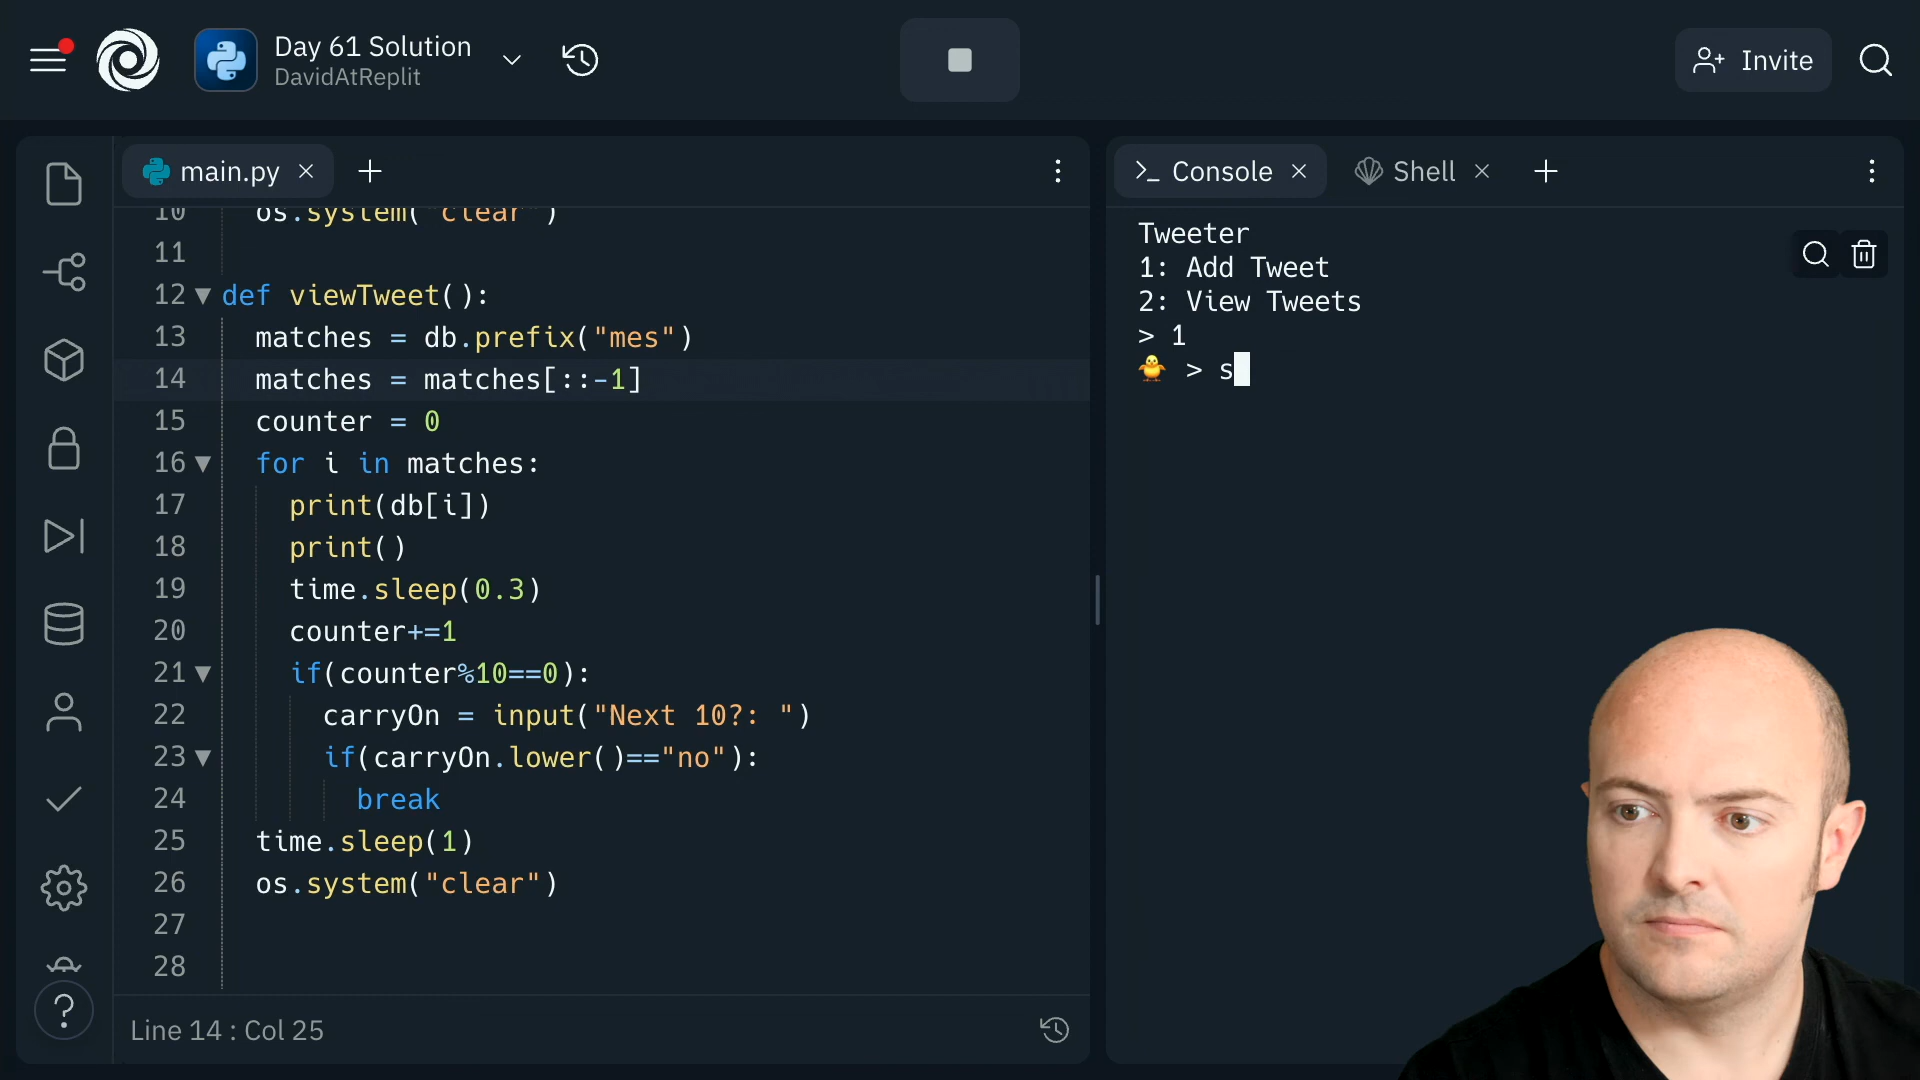 Day 61 Solution
DavidAtReplit
Invite
main.py
10 os.system("clear")
11
12 def viewTweet():
13 matches = db.prefix("mes")
14 matches = matches[::-1]
15 counter = 0
16 for i in matches:
17 print(db[i])
18 print()
19 time.sleep(0.3)
20 counter+=1
21 if(counter%10==0):
22 carryOn = input("Next 10?: ")
23 if(carryOn.lower()=="no"):
24 break
25 time.sleep(1)
26 os.system("clear")
27
28
Line 14 : Col 25
Console
Shell
Tweeter
1: Add Tweet
2: View Tweets
> 1
🐥 > s